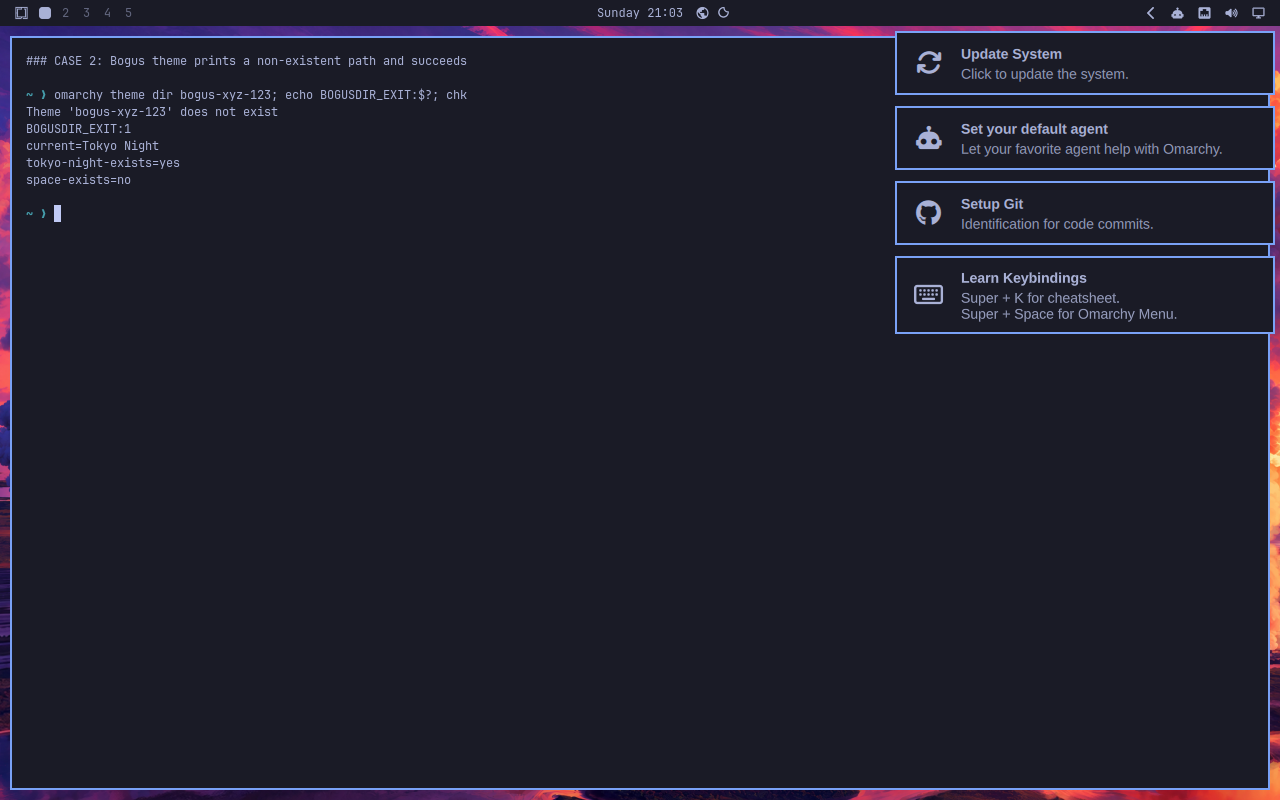 2 3 4 5
Sunday 21:03
### CASE 2: Bogus theme prints a non-existent path and succeeds
~ ❯ omarchy theme dir bogus-xyz-123; echo BOGUSDIR_EXIT:$?; chk
Theme 'bogus-xyz-123' does not exist
BOGUSDIR_EXIT:1
current=Tokyo Night
tokyo-night-exists=yes
space-exists=no
~ ❯
Update System
Click to update the system.
Set your default agent
Let your favorite agent help with Omarchy.
Setup Git
Identification for code commits.
Learn Keybindings
Super + K for cheatsheet.
Super + Space for Omarchy Menu.